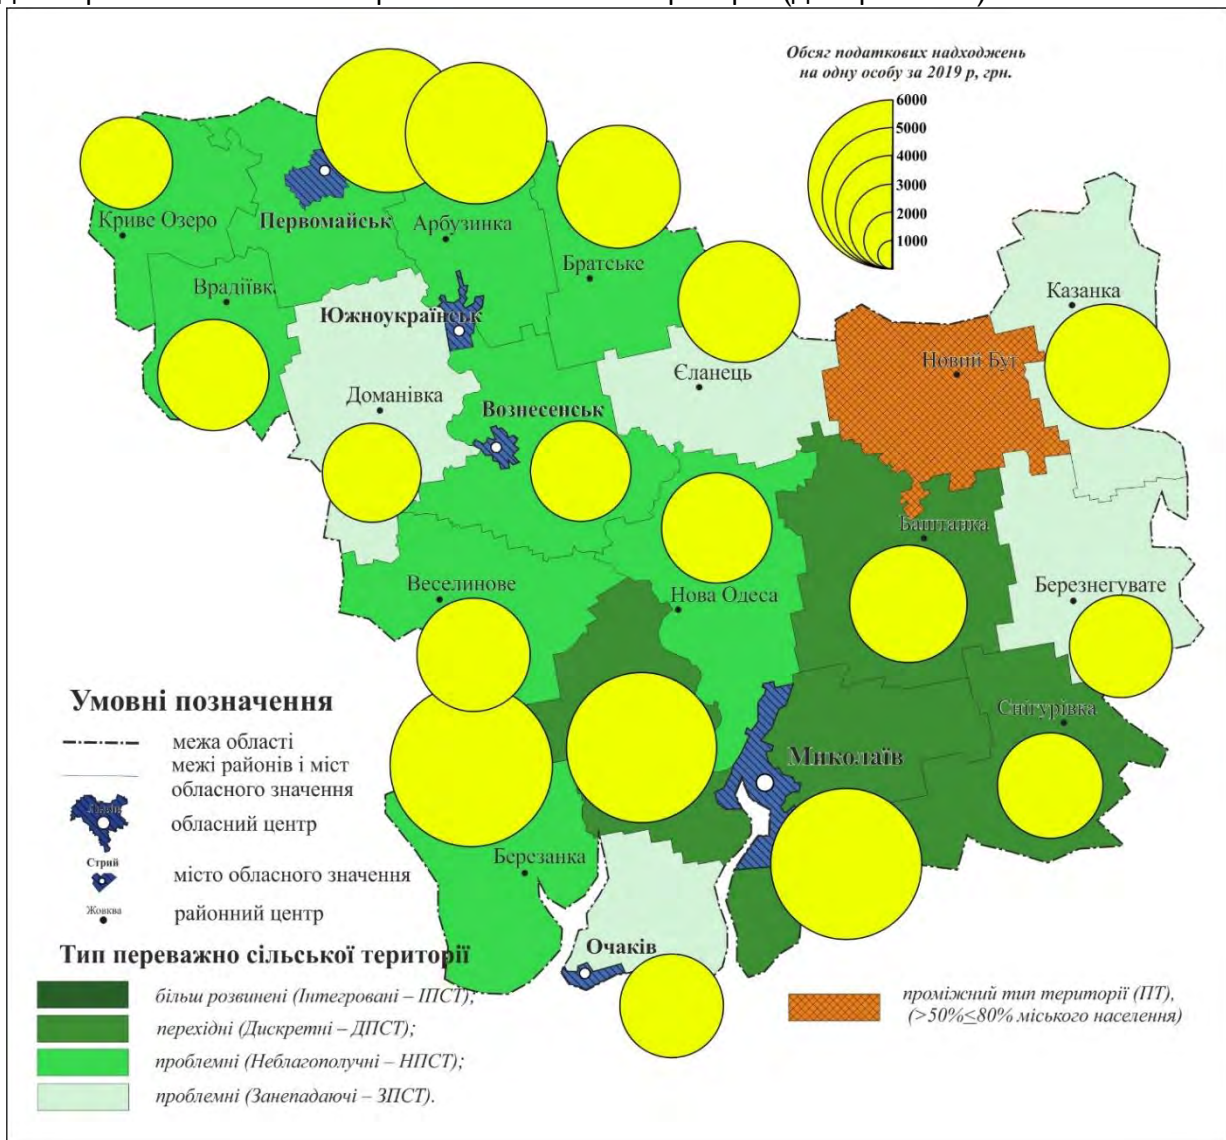 Обсяг податкових надходжень
на одну особу за 2019 р, грн.
6000
5000
4000
3000
2000
1000
Криве Озеро
Первомайськ
Арбузинка
Братське
Врадіївка
Южноукраїнськ
Казанка
Новий Буг
Єланець
Доманівка
Вознесенськ
Баштанка
Веселинове
Нова Одеса
Березнегувате
Снігурівка
Миколаїв
Березанка
Очаків
Умовні позначення
межа області
межі районів і міст
обласного значення
обласний центр
Стрий
місто обласного значення
Жовква
районний центр
Тип переважно сільської території
більш розвинені (Інтегровані – ІПСТ);
перехідні (Дискретні – ДПСТ;
проблемні (Неблагополучні – НПСТ);
проблемні (Занепадаючі – ЗПСТ).
проміжний тип території (ПТ),
(>50%≤80% міського населення)